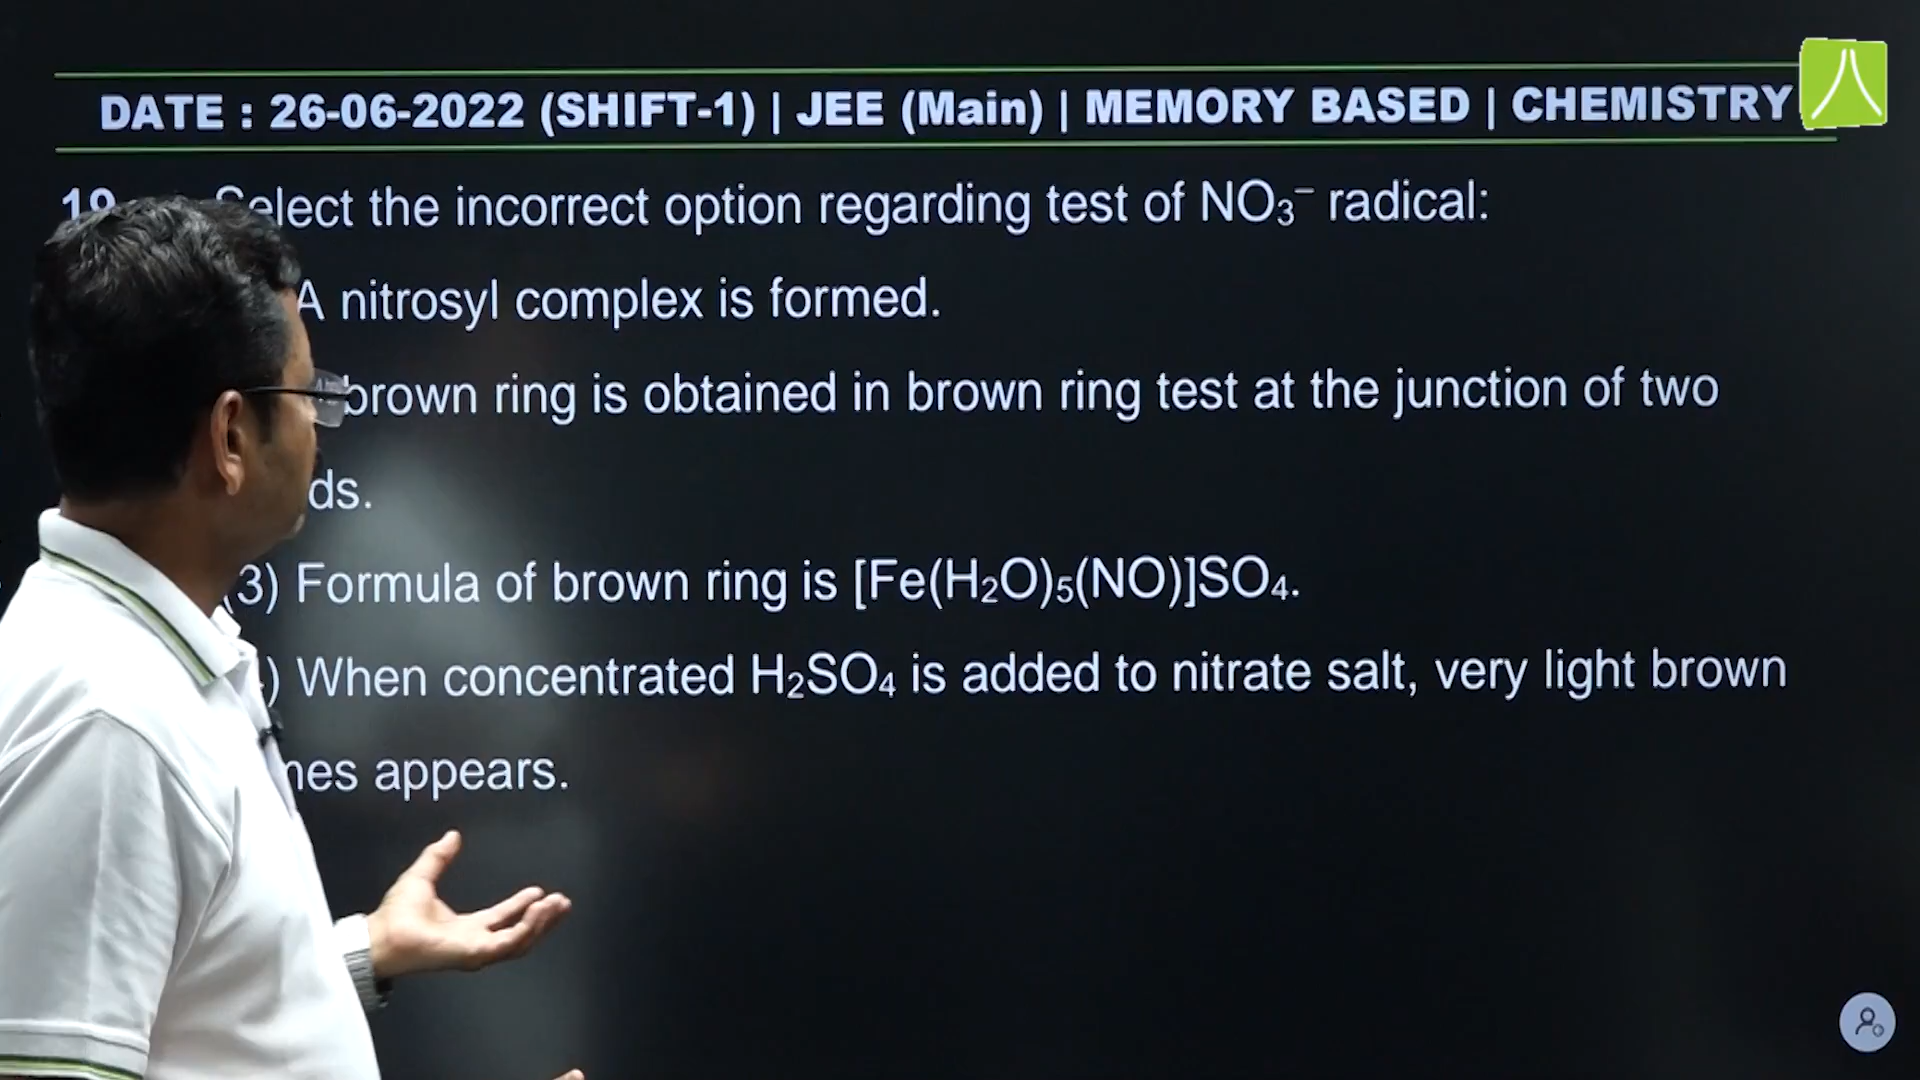 DATE : 26-06-2022 (SHIFT-1) | JEE (Main) | MEMORY BASED | CHEMISTRY
19. Select the incorrect option regarding test of NO₃⁻ radical:
A nitrosyl complex is formed.
brown ring is obtained in brown ring test at the junction of two
(3) Formula of brown ring is [Fe(H₂O)₅(NO)]SO₄.
When concentrated H₂SO₄ is added to nitrate salt, very light brown
appears.